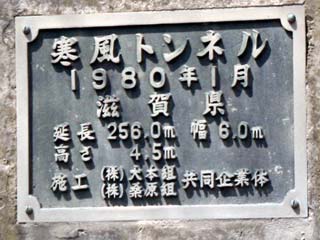 寒風トンネル
1980年1月
滋賀県
延長 256.0m 幅 6.0m
高さ 4.5m
施工 (株)大本組 共同企業体
(株)桑原組